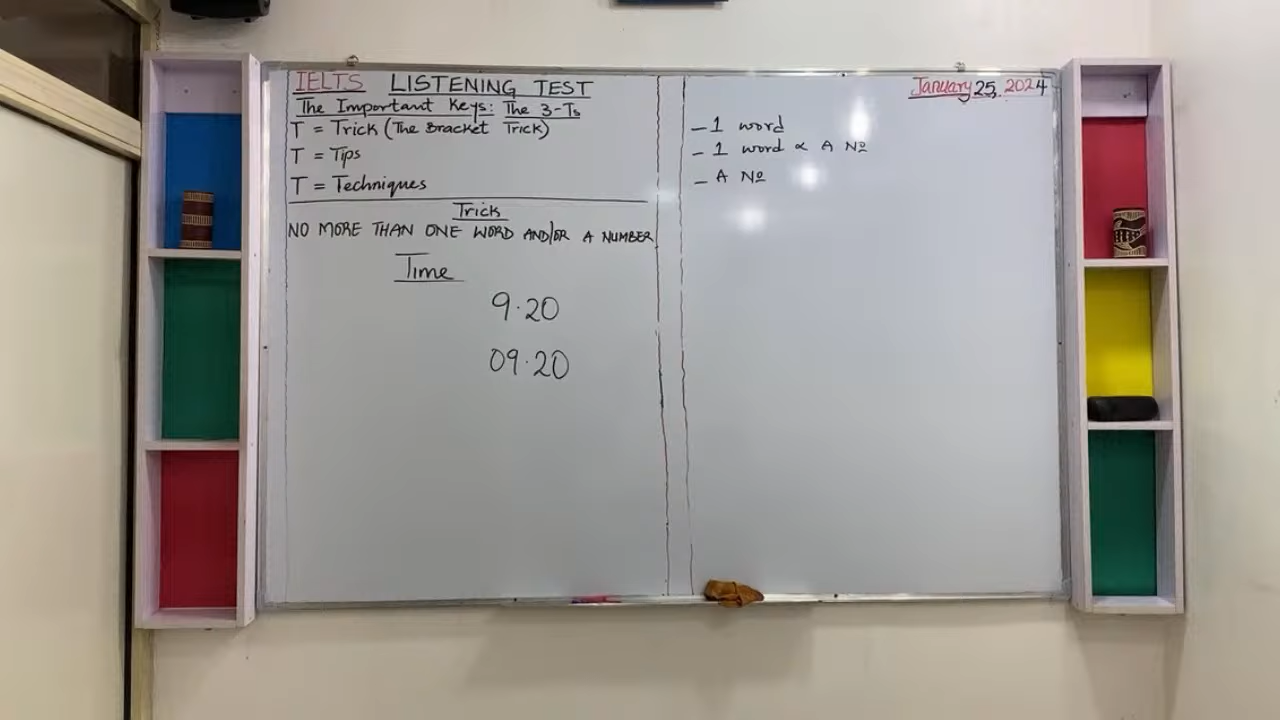 IELTS LISTENING TEST
The Important Keys: The 3-Ts
T = Trick (The Bracket Trick)
T = Tips
T = Techniques
Trick
NO MORE THAN ONE WORD AND/OR A NUMBER
Time
9.20
09.20
January 25, 2024
- 1 word
- 1 word & A Nº
- A Nº